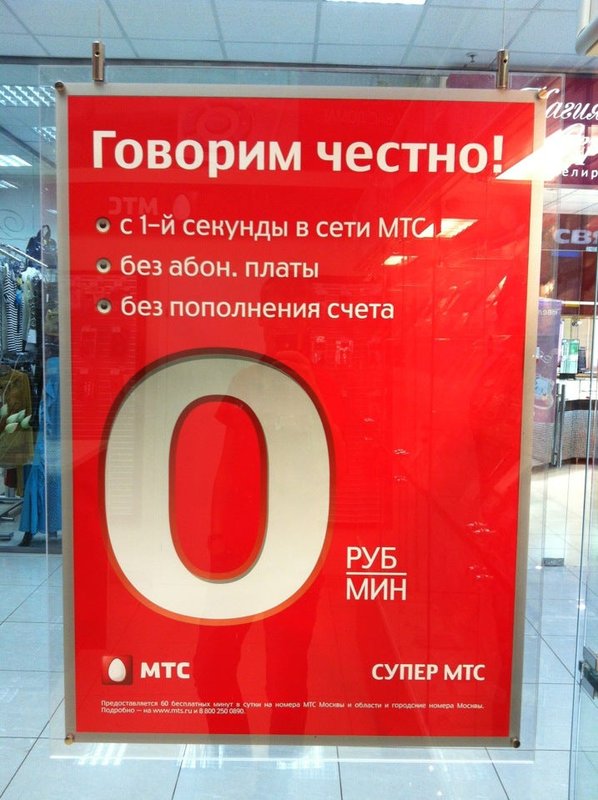 Говорим честно!
с 1-й секунды в сети МТС
без абон. платы
без пополнения счета
0
РУБ
МИН
МТС
СУПЕР МТС
Предоставляется 60 бесплатных минут в сутки на номера МТС Москвы и области и городские номера Москвы.
Подробно – на www.mts.ru и 8 800 250 0890.